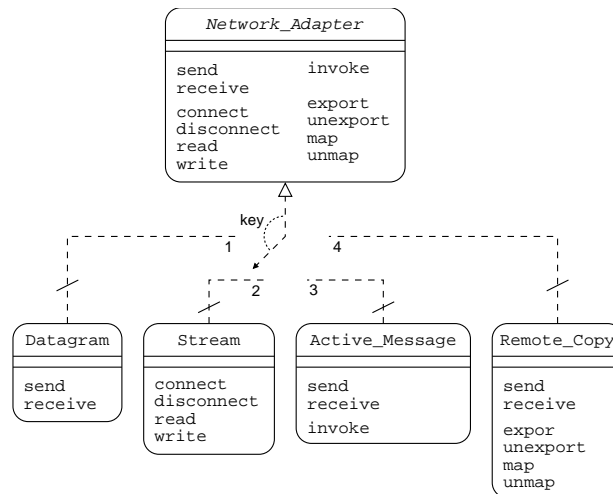 Network_Adapter
send
receive
connect
disconnect
read
write
invoke
export
unexport
map
unmap
key
1
4
2
3
Datagram
send
receive
Stream
connect
disconnect
read
write
Active_Message
send
receive
invoke
Remote_Copy
send
receive
expor
unexport
map
unmap